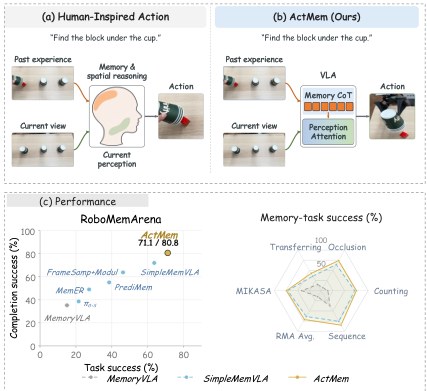 (a) Human-Inspired Action
"Find the block under the cup."
Past experience
Memory &
spatial reasoning
Action
Current view
Current
perception
(b) ActMem (Ours)
"Find the block under the cup."
Past experience
VLA
Action
Memory CoT
Perception
Attention
Current view
(c) Performance
RoboMemArena
Completion success (%)
100
80
60
40
20
0
ActMem
71.1 / 80.8
FrameSamp+Modul
SimpleMemVLA
MemER
PrediMem
MemoryVLA
0 20 40 60 80
Task success (%)
Memory-task success (%)
100
50
Transferring
Occlusion
MIKASA
Counting
RMA Avg.
Sequence
MemoryVLA
SimpleMemVLA
ActMem